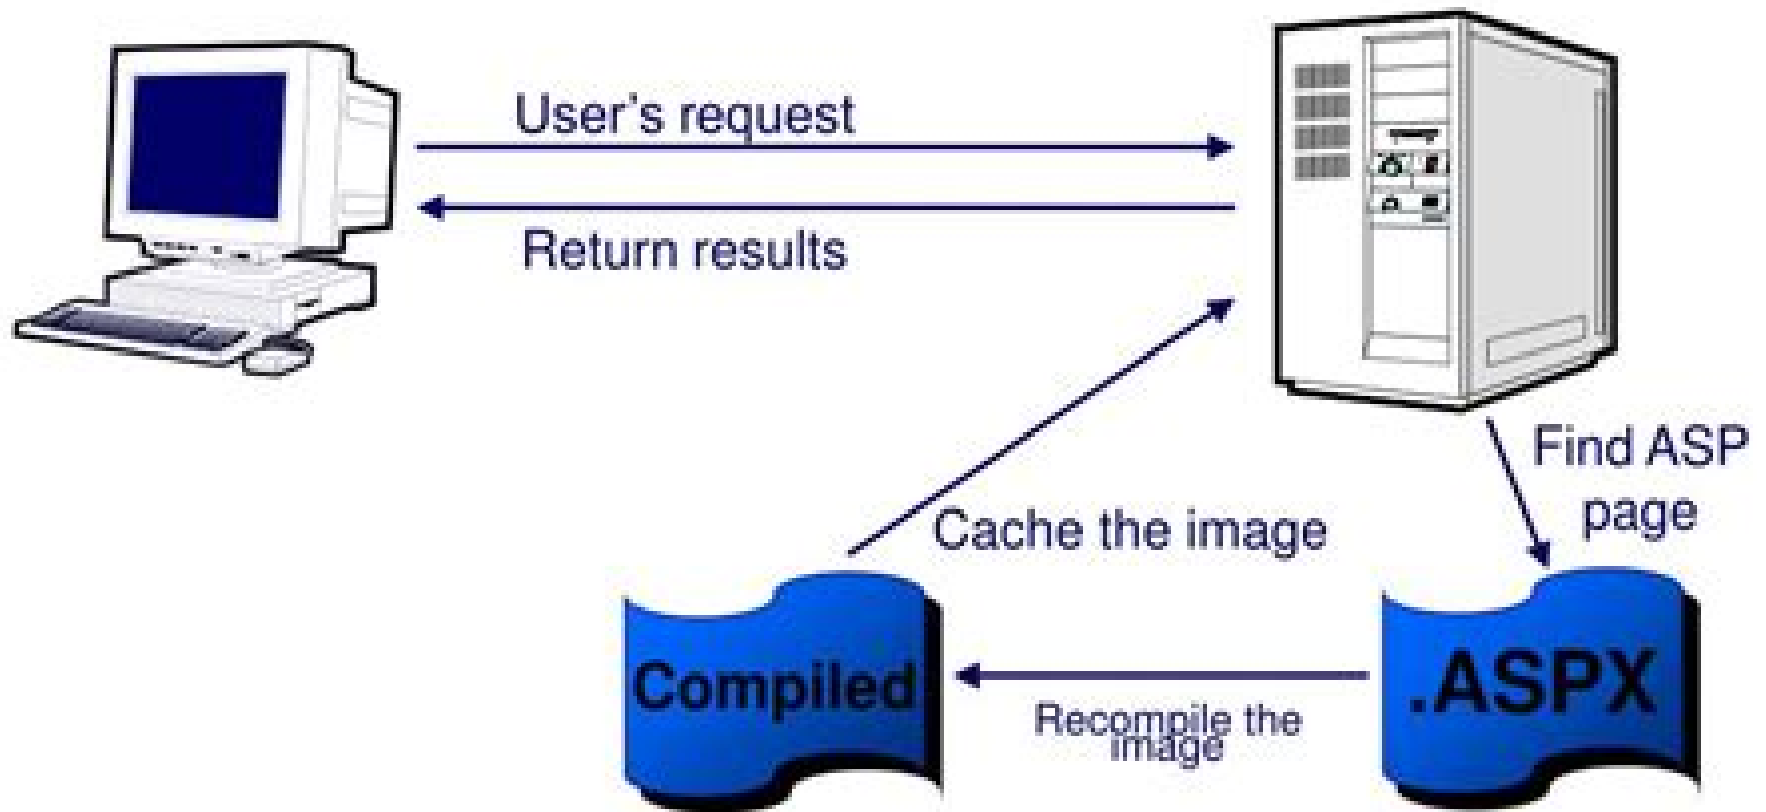 User's request
Return results
Find ASP
page
Cache the image
Compiled
.ASPX
Recompile the
image